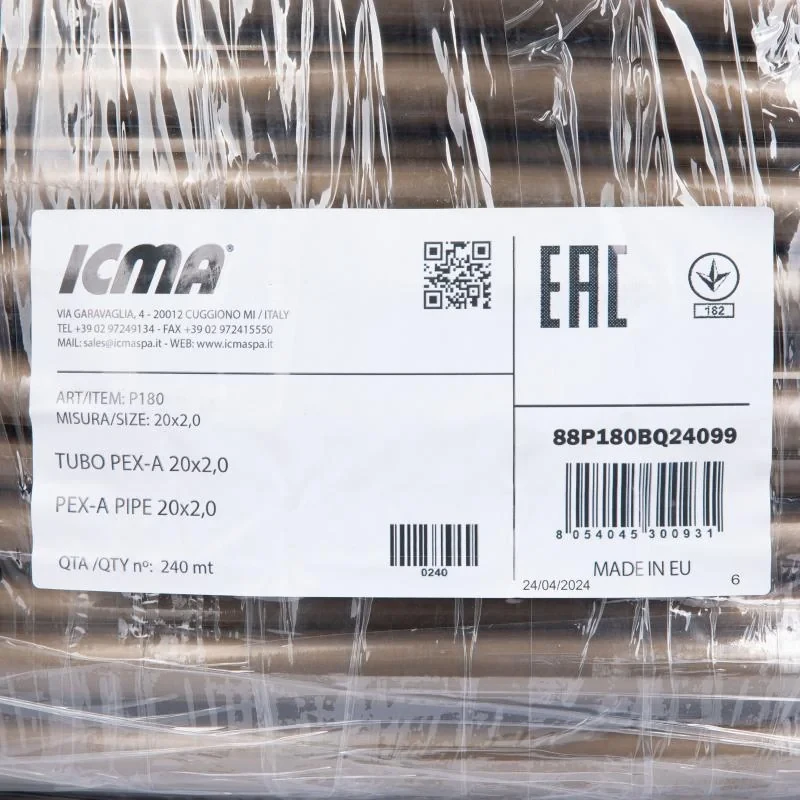 ICMA®
VIA GARAVAGLIA, 4 - 20012 CUGGIONO MI / ITALY
TEL +39 02 97249134 - FAX +39 02 972415550
MAIL: sales@icmaspa.it - WEB: www.icmaspa.it
ART/ITEM: P180
MISURA/SIZE: 20x2,0
TUBO PEX-A 20x2,0
PEX-A PIPE 20x2,0
QTA /QTY nº: 240 mt
0240
EAC
182
88P180BQ24099
8 054045 300931
MADE IN EU
24/04/2024
6